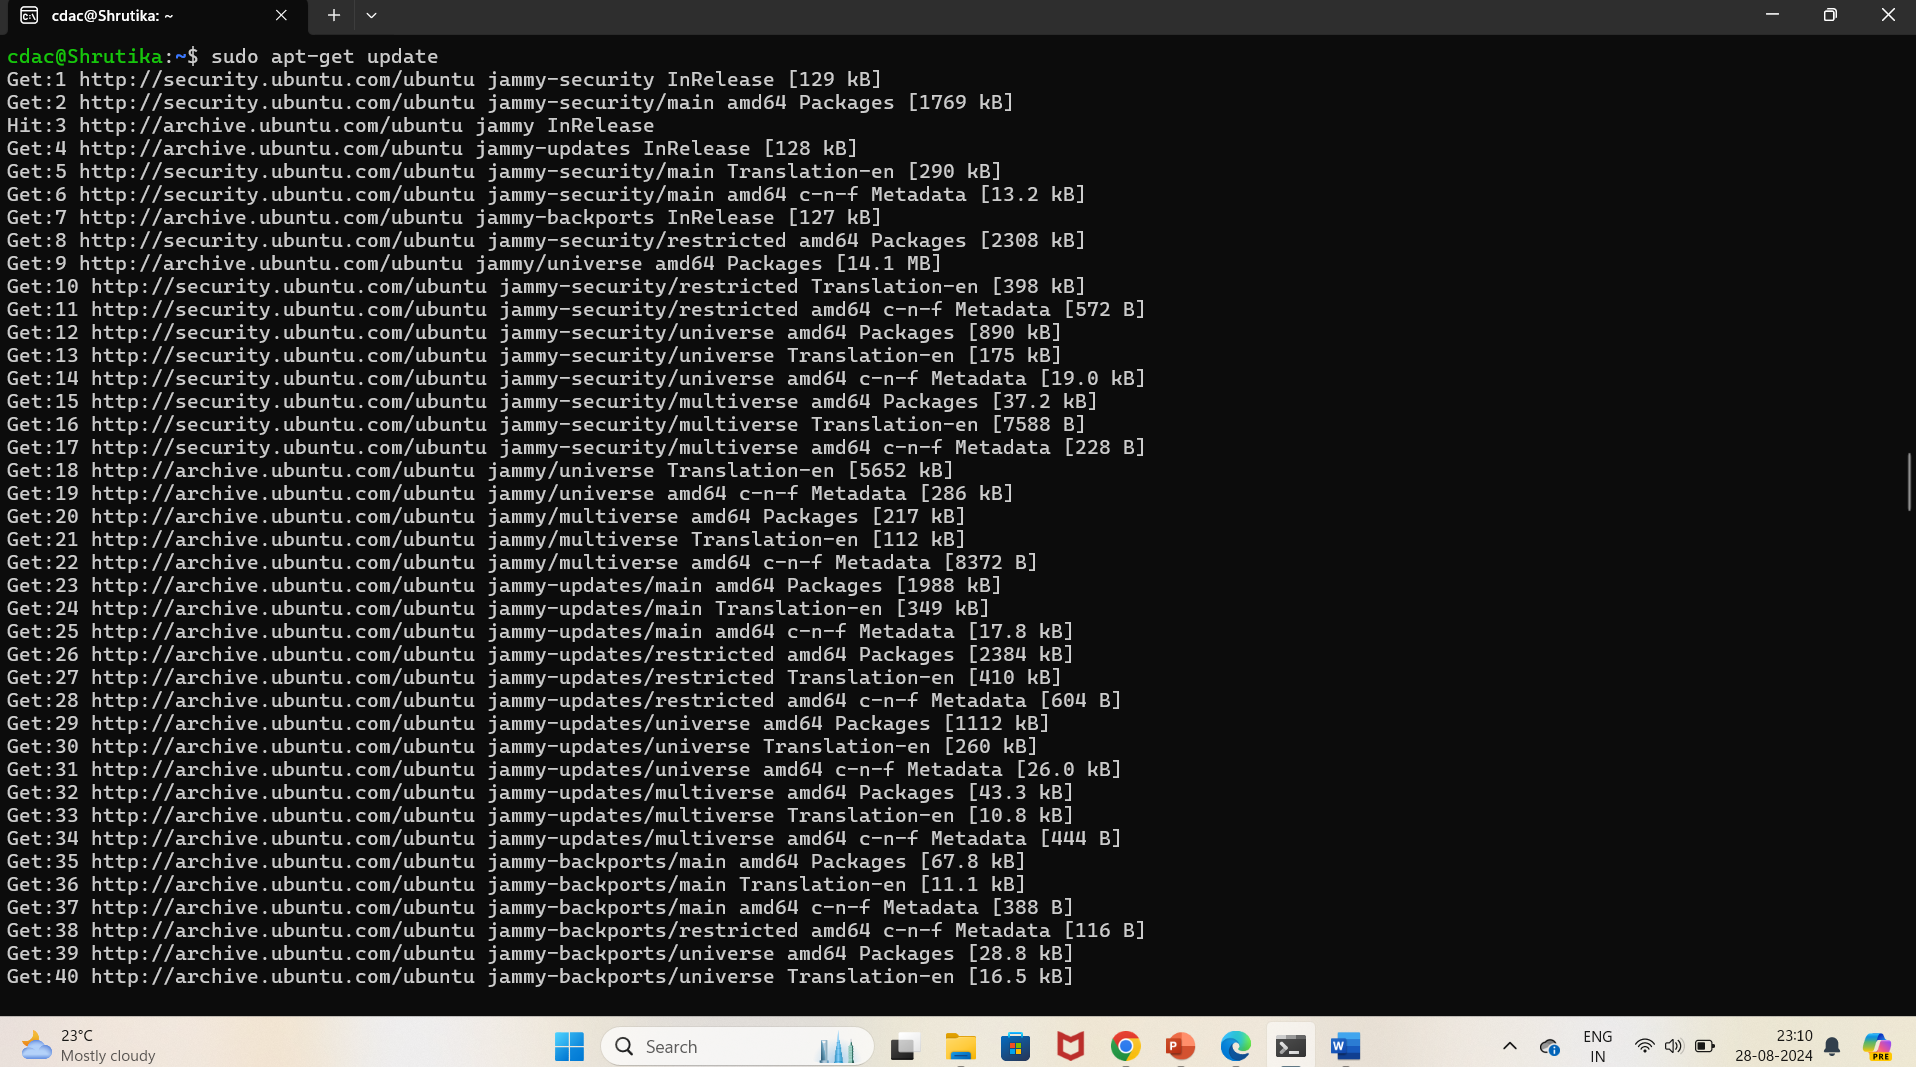 cdac@Shrutika: ~
cdac@Shrutika:~$ sudo apt-get update
Get:1 http://security.ubuntu.com/ubuntu jammy-security InRelease [129 kB]
Get:2 http://security.ubuntu.com/ubuntu jammy-security/main amd64 Packages [1769 kB]
Hit:3 http://archive.ubuntu.com/ubuntu jammy InRelease
Get:4 http://archive.ubuntu.com/ubuntu jammy-updates InRelease [128 kB]
Get:5 http://security.ubuntu.com/ubuntu jammy-security/main Translation-en [290 kB]
Get:6 http://security.ubuntu.com/ubuntu jammy-security/main amd64 c-n-f Metadata [13.2 kB]
Get:7 http://archive.ubuntu.com/ubuntu jammy-backports InRelease [127 kB]
Get:8 http://security.ubuntu.com/ubuntu jammy-security/restricted amd64 Packages [2308 kB]
Get:9 http://archive.ubuntu.com/ubuntu jammy/universe amd64 Packages [14.1 MB]
Get:10 http://security.ubuntu.com/ubuntu jammy-security/restricted Translation-en [398 kB]
Get:11 http://security.ubuntu.com/ubuntu jammy-security/restricted amd64 c-n-f Metadata [572 B]
Get:12 http://security.ubuntu.com/ubuntu jammy-security/universe amd64 Packages [890 kB]
Get:13 http://security.ubuntu.com/ubuntu jammy-security/universe Translation-en [175 kB]
Get:14 http://security.ubuntu.com/ubuntu jammy-security/universe amd64 c-n-f Metadata [19.0 kB]
Get:15 http://security.ubuntu.com/ubuntu jammy-security/multiverse amd64 Packages [37.2 kB]
Get:16 http://security.ubuntu.com/ubuntu jammy-security/multiverse Translation-en [7588 B]
Get:17 http://security.ubuntu.com/ubuntu jammy-security/multiverse amd64 c-n-f Metadata [228 B]
Get:18 http://archive.ubuntu.com/ubuntu jammy/universe Translation-en [5652 kB]
Get:19 http://archive.ubuntu.com/ubuntu jammy/universe amd64 c-n-f Metadata [286 kB]
Get:20 http://archive.ubuntu.com/ubuntu jammy/multiverse amd64 Packages [217 kB]
Get:21 http://archive.ubuntu.com/ubuntu jammy/multiverse Translation-en [112 kB]
Get:22 http://archive.ubuntu.com/ubuntu jammy/multiverse amd64 c-n-f Metadata [8372 B]
Get:23 http://archive.ubuntu.com/ubuntu jammy-updates/main amd64 Packages [1988 kB]
Get:24 http://archive.ubuntu.com/ubuntu jammy-updates/main Translation-en [349 kB]
Get:25 http://archive.ubuntu.com/ubuntu jammy-updates/main amd64 c-n-f Metadata [17.8 kB]
Get:26 http://archive.ubuntu.com/ubuntu jammy-updates/restricted amd64 Packages [2384 kB]
Get:27 http://archive.ubuntu.com/ubuntu jammy-updates/restricted Translation-en [410 kB]
Get:28 http://archive.ubuntu.com/ubuntu jammy-updates/restricted amd64 c-n-f Metadata [604 B]
Get:29 http://archive.ubuntu.com/ubuntu jammy-updates/universe amd64 Packages [1112 kB]
Get:30 http://archive.ubuntu.com/ubuntu jammy-updates/universe Translation-en [260 kB]
Get:31 http://archive.ubuntu.com/ubuntu jammy-updates/universe amd64 c-n-f Metadata [26.0 kB]
Get:32 http://archive.ubuntu.com/ubuntu jammy-updates/multiverse amd64 Packages [43.3 kB]
Get:33 http://archive.ubuntu.com/ubuntu jammy-updates/multiverse Translation-en [10.8 kB]
Get:34 http://archive.ubuntu.com/ubuntu jammy-updates/multiverse amd64 c-n-f Metadata [444 B]
Get:35 http://archive.ubuntu.com/ubuntu jammy-backports/main amd64 Packages [67.8 kB]
Get:36 http://archive.ubuntu.com/ubuntu jammy-backports/main Translation-en [11.1 kB]
Get:37 http://archive.ubuntu.com/ubuntu jammy-backports/main amd64 c-n-f Metadata [388 B]
Get:38 http://archive.ubuntu.com/ubuntu jammy-backports/restricted amd64 c-n-f Metadata [116 B]
Get:39 http://archive.ubuntu.com/ubuntu jammy-backports/universe amd64 Packages [28.8 kB]
Get:40 http://archive.ubuntu.com/ubuntu jammy-backports/universe Translation-en [16.5 kB]
23°C
Mostly cloudy
Search
P
W
ENG
IN
23:10
28-08-2024
PRE